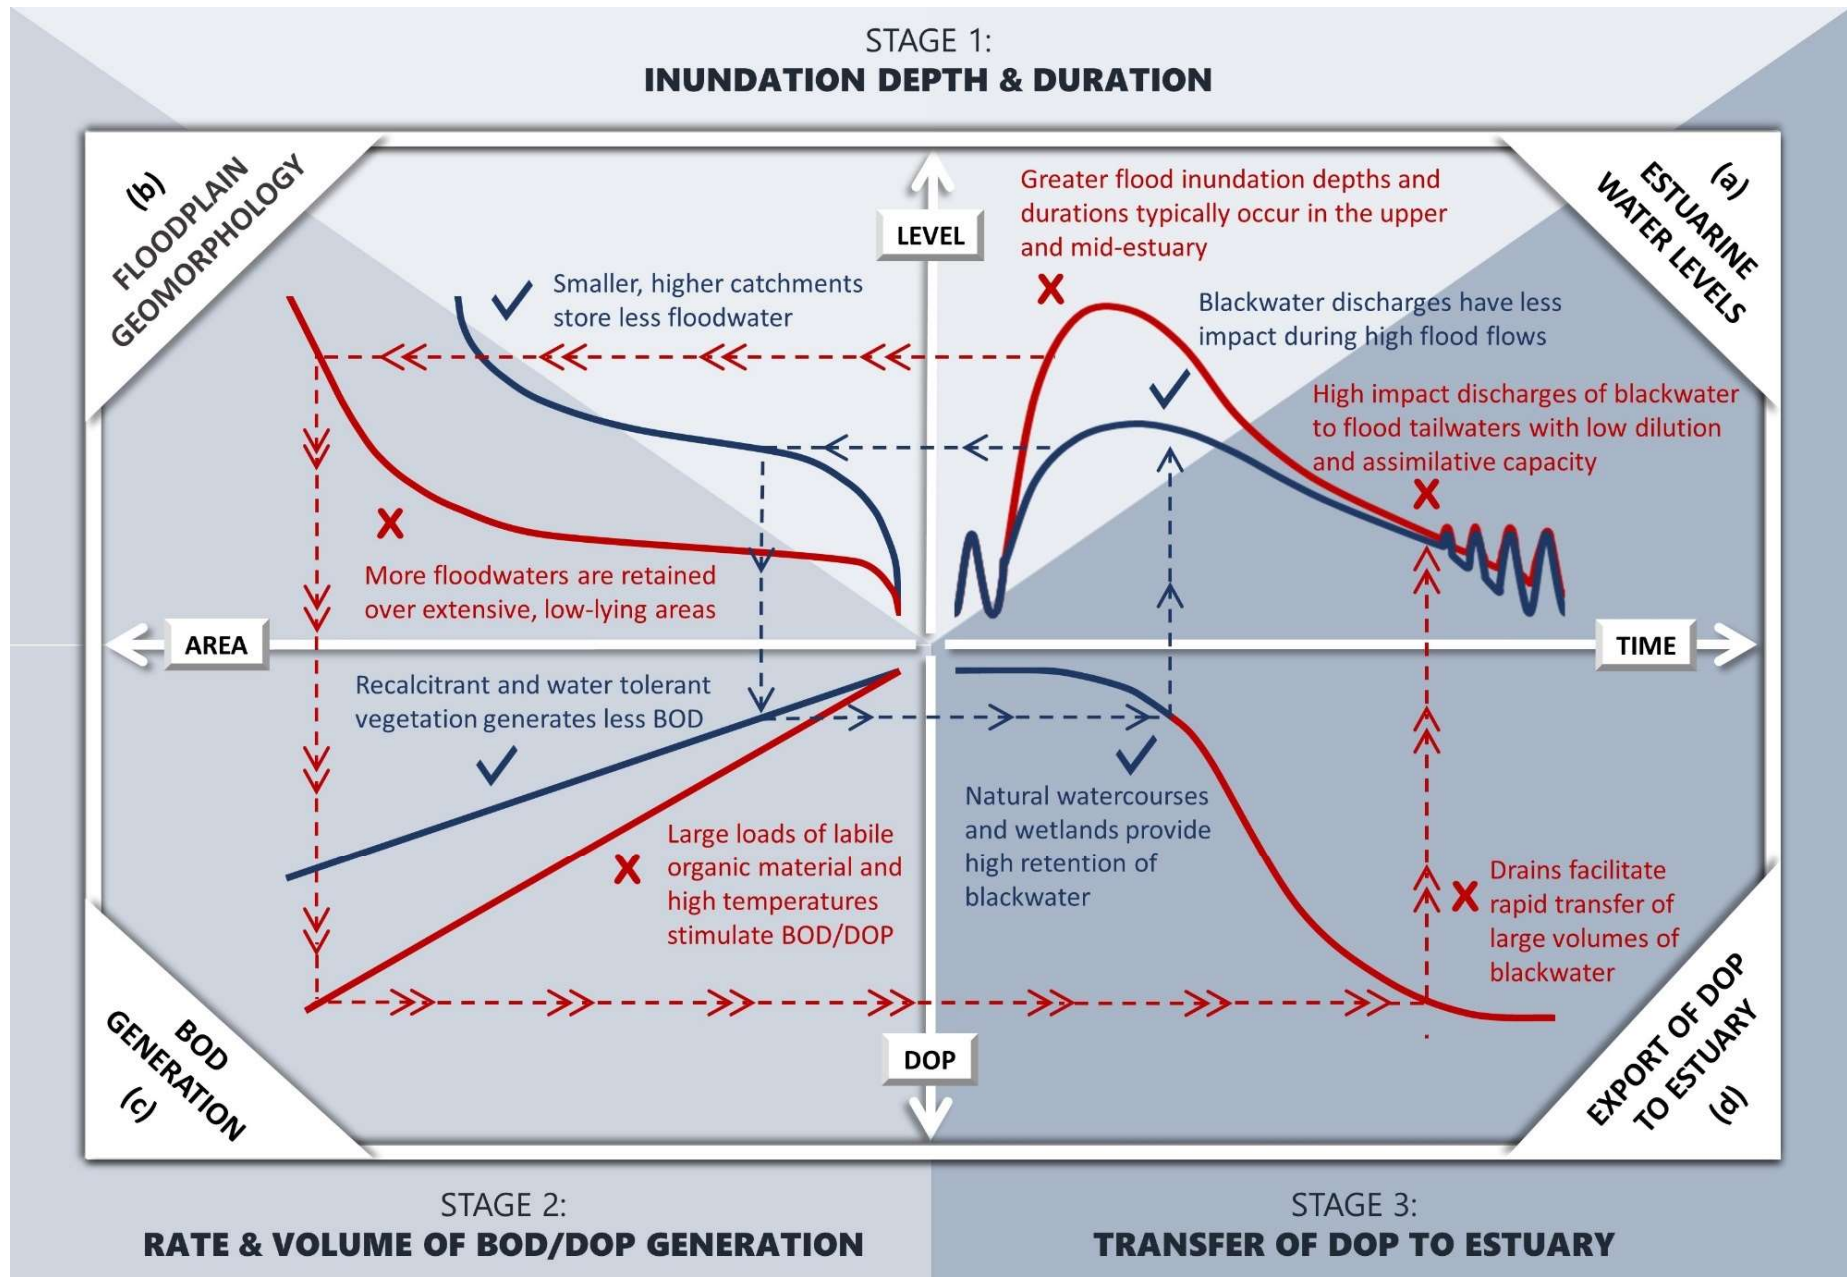 STAGE 1:
INUNDATION DEPTH & DURATION
(b)
FLOODPLAIN
GEOMORPHOLOGY
(a)
ESTUARINE
WATER LEVELS
LEVEL
Greater flood inundation depths and
durations typically occur in the upper
and mid-estuary
Smaller, higher catchments
store less floodwater
Blackwater discharges have less
impact during high flood flows
High impact discharges of blackwater
to flood tailwaters with low dilution
and assimilative capacity
More floodwaters are retained
over extensive, low-lying areas
AREA
TIME
Recalcitrant and water tolerant
vegetation generates less BOD
Large loads of labile
organic material and
high temperatures
stimulate BOD/DOP
Natural watercourses
and wetlands provide
high retention of
blackwater
Drains facilitate
rapid transfer of
large volumes of
blackwater
DOP
BOD
GENERATION
(c)
EXPORT OF DOP
TO ESTUARY
(d)
STAGE 2:
RATE & VOLUME OF BOD/DOP GENERATION
STAGE 3:
TRANSFER OF DOP TO ESTUARY